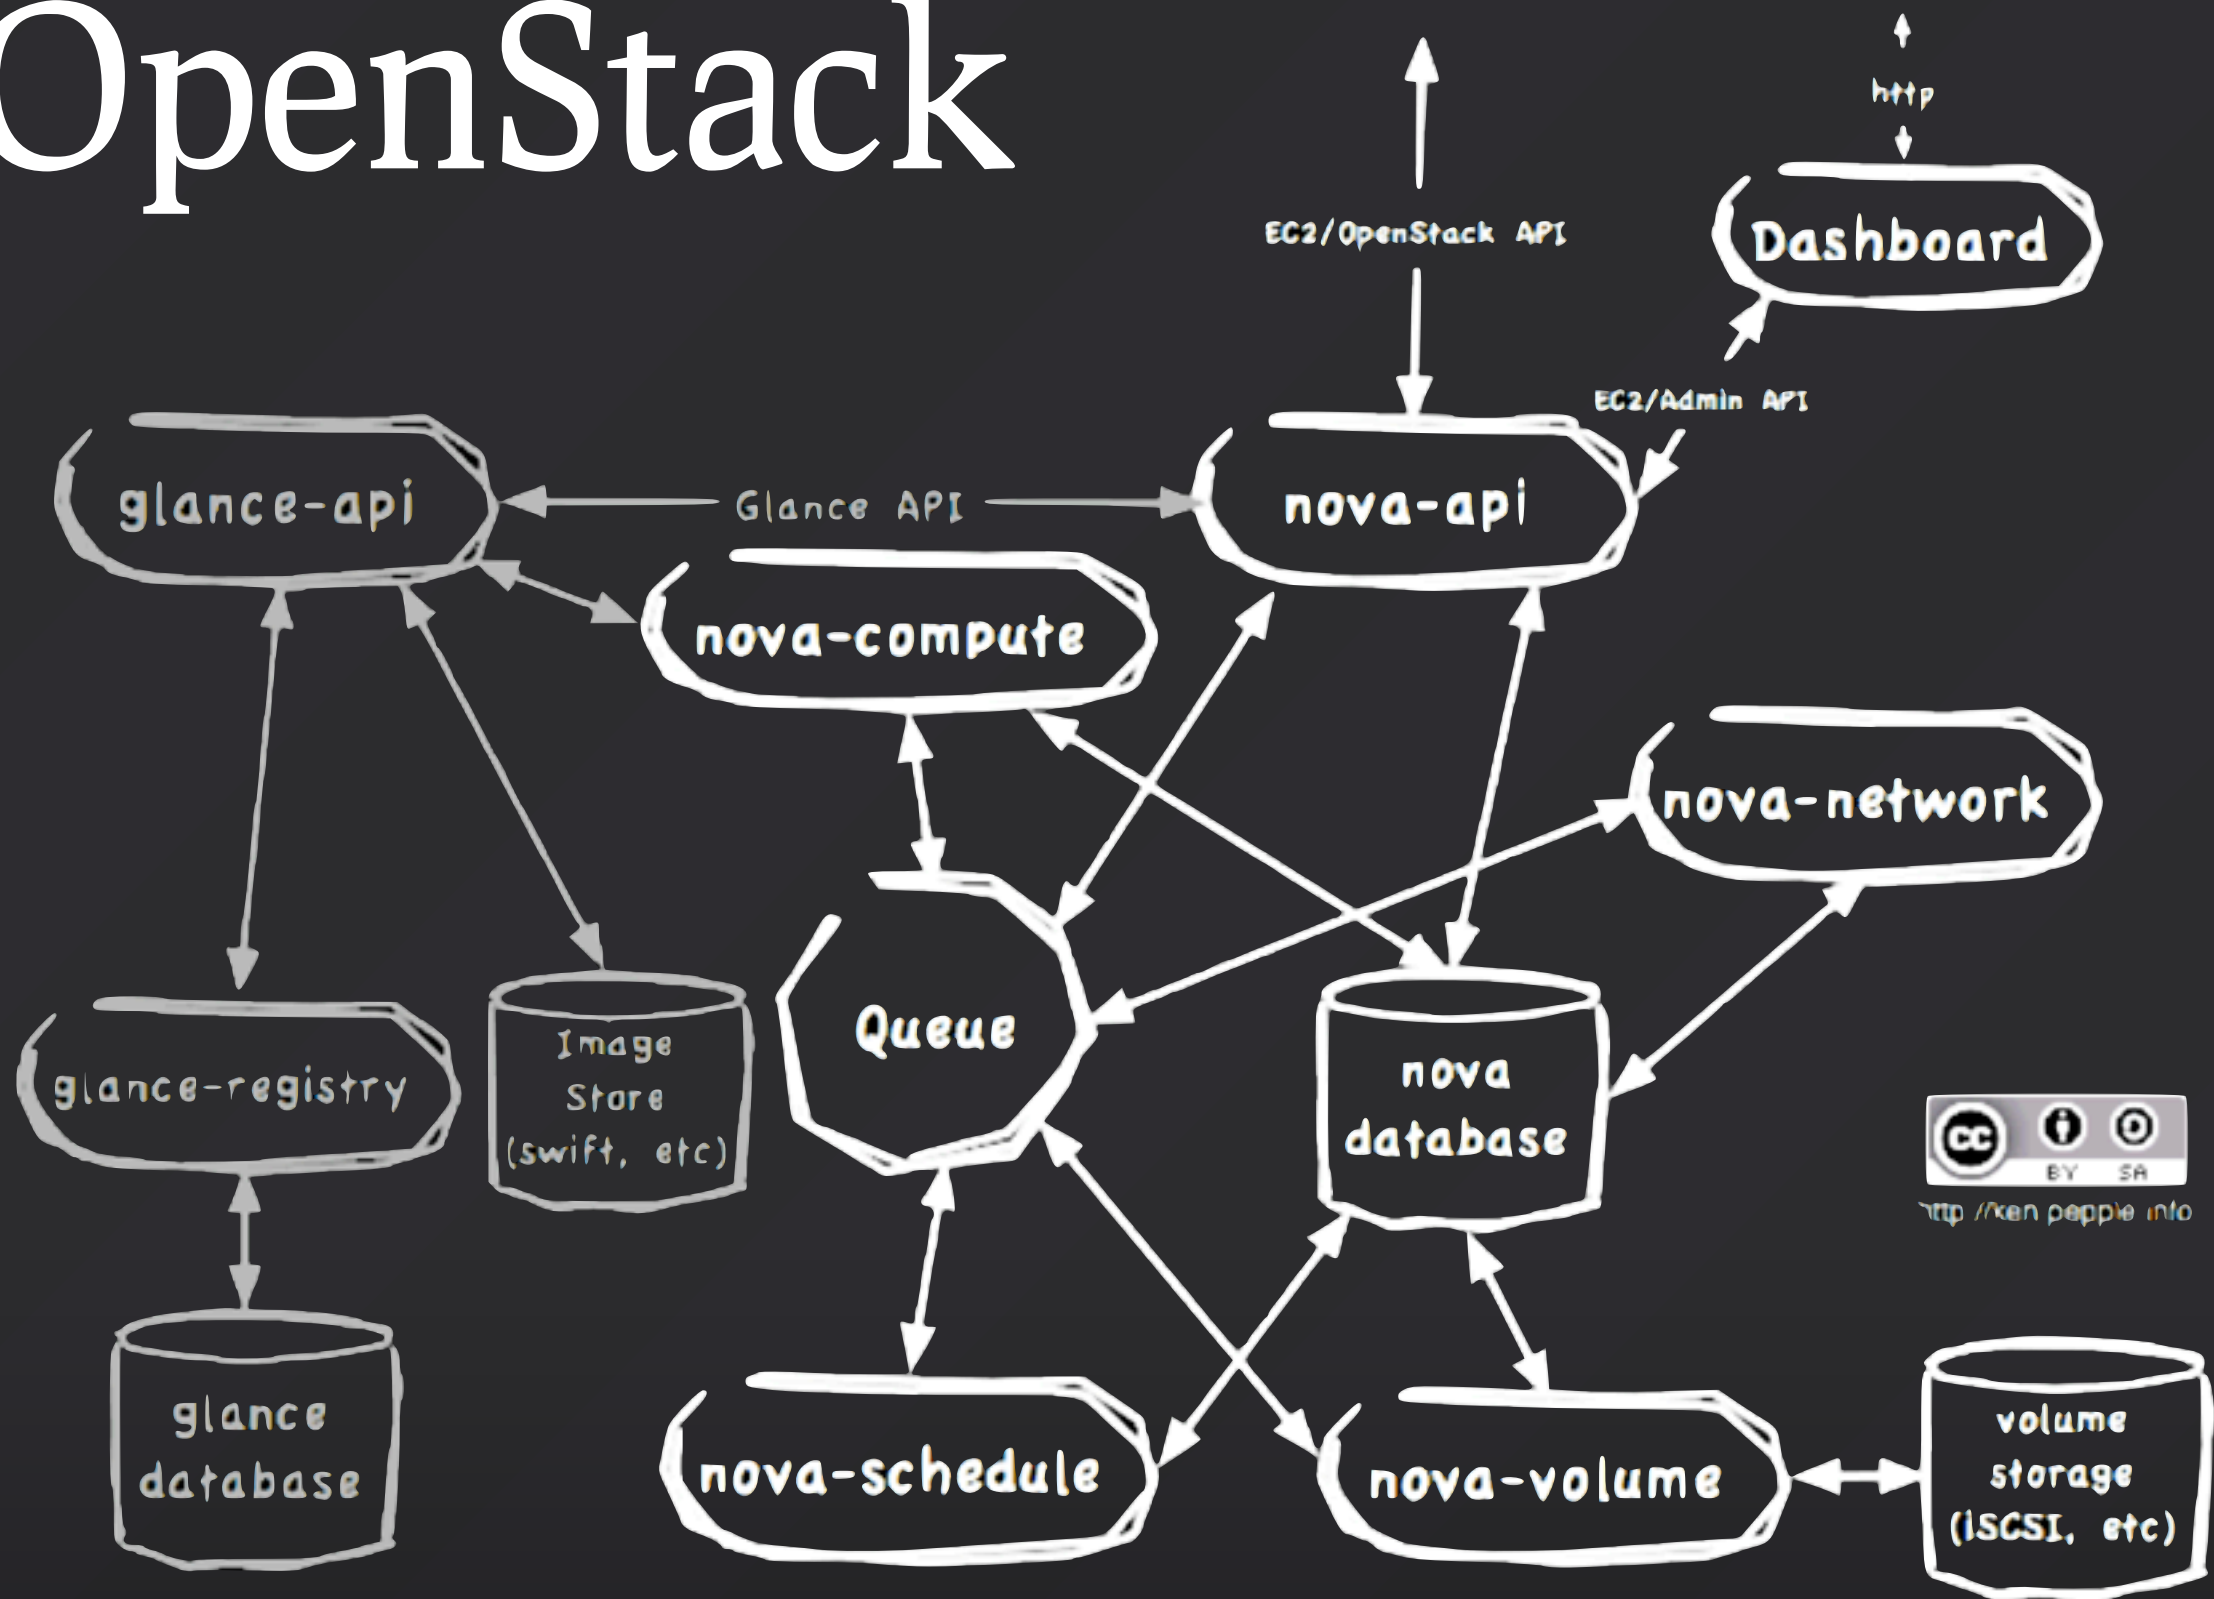 OpenStack
http
EC2/OpenStack API
Dashboard
EC2/Admin API
glance-api
Glance API
nova-api
nova-compute
nova-network
Queue
Image
Store
(swift, etc)
nova
database
glance-registry
CC
BY SA
glance
database
nova-schedule
nova-volume
volume
storage
(iSCSI, etc)